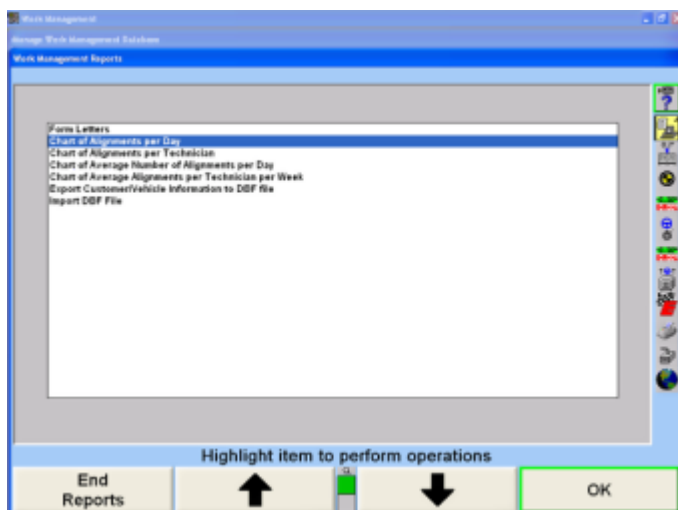 Work Management
Manage Work Management Database
Work Management Reports
Form Letters
Chart of Alignments per Day
Chart of Alignments per Technician
Chart of Average Number of Alignments per Day
Chart of Average Alignments per Technician per Week
Export Customer/Vehicle Information to DBF file
Import DBF File
Highlight item to perform operations
End
Reports
OK